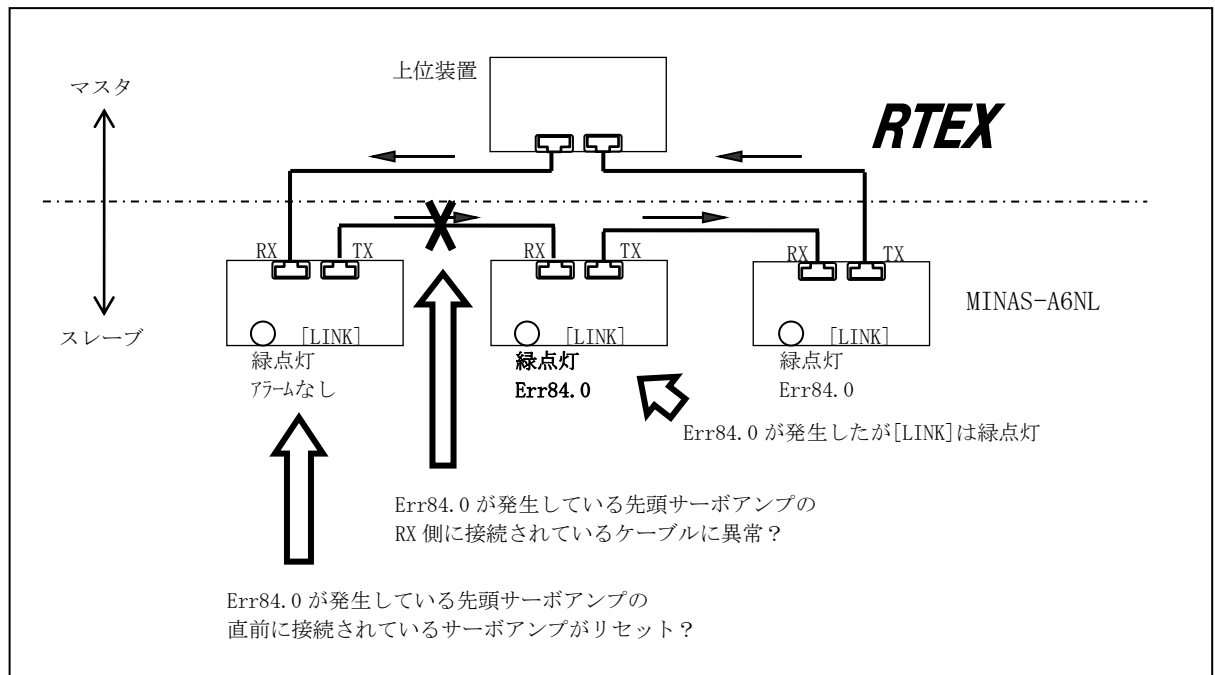 上位装置
マスタ
RTEX
RX
TX
RX
TX
RX
TX
MINAS-A6NL
スレーブ
[LINK]
[LINK]
[LINK]
緑点灯
アラームなし
緑点灯
Err84.0
緑点灯
Err84.0
Err84.0 が発生したが[LINK]は緑点灯
Err84.0 が発生している先頭サーボアンプの
RX 側に接続されているケーブルに異常？
Err84.0 が発生している先頭サーボアンプの
直前に接続されているサーボアンプがリセット？